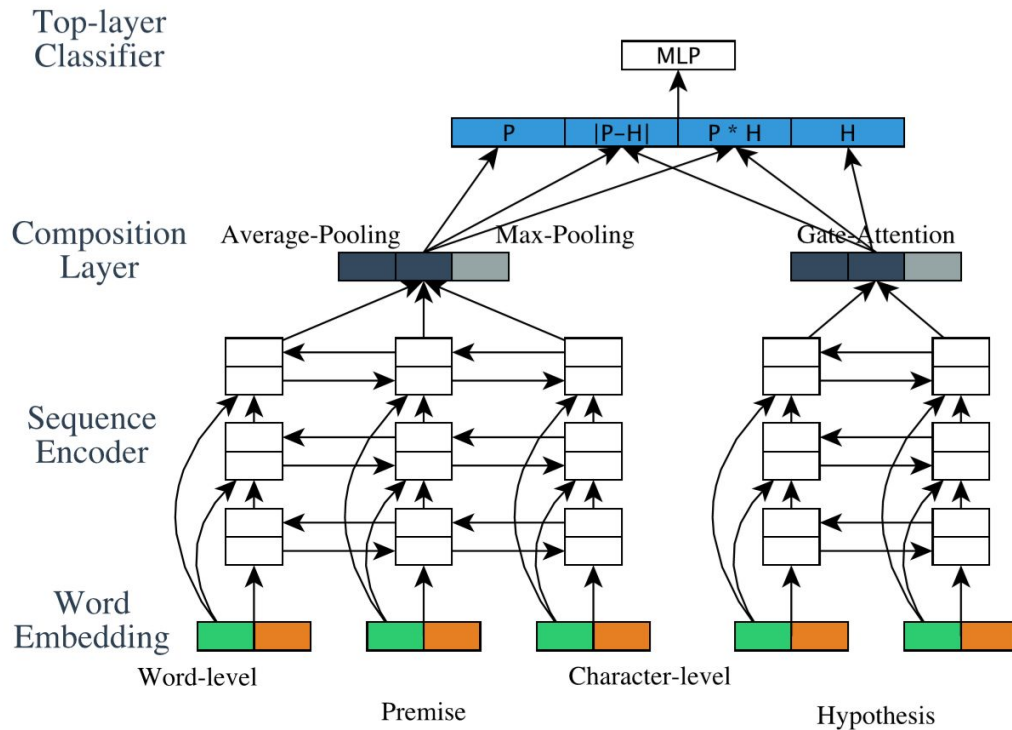 Top-layer
Classifier
MLP
P |P-H| P * H H
Composition
Layer
Average-Pooling Max-Pooling Gate-Attention
Sequence
Encoder
Word
Embedding
Word-level Character-level
Premise Hypothesis